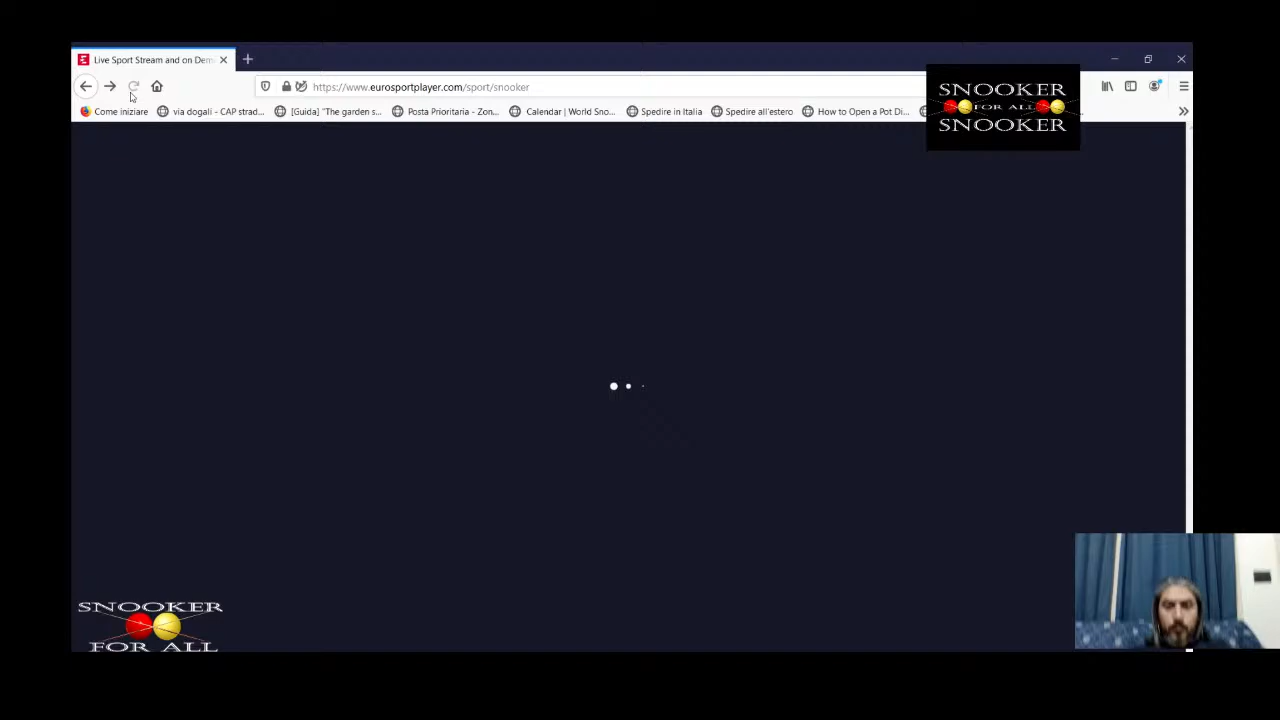 Live Sport Stream and on Dem
https://www.eurosportplayer.com/sport/snooker
Come iniziare
via dogali - CAP strad...
[Guida] "The garden s...
Posta Prioritaria - Zon...
Calendar | World Sno...
Spedire in Italia
Spedire all'estero
How to Open a Pot Di...
SNOOKER
FOR ALL
SNOOKER
SNOOKER
FOR ALL